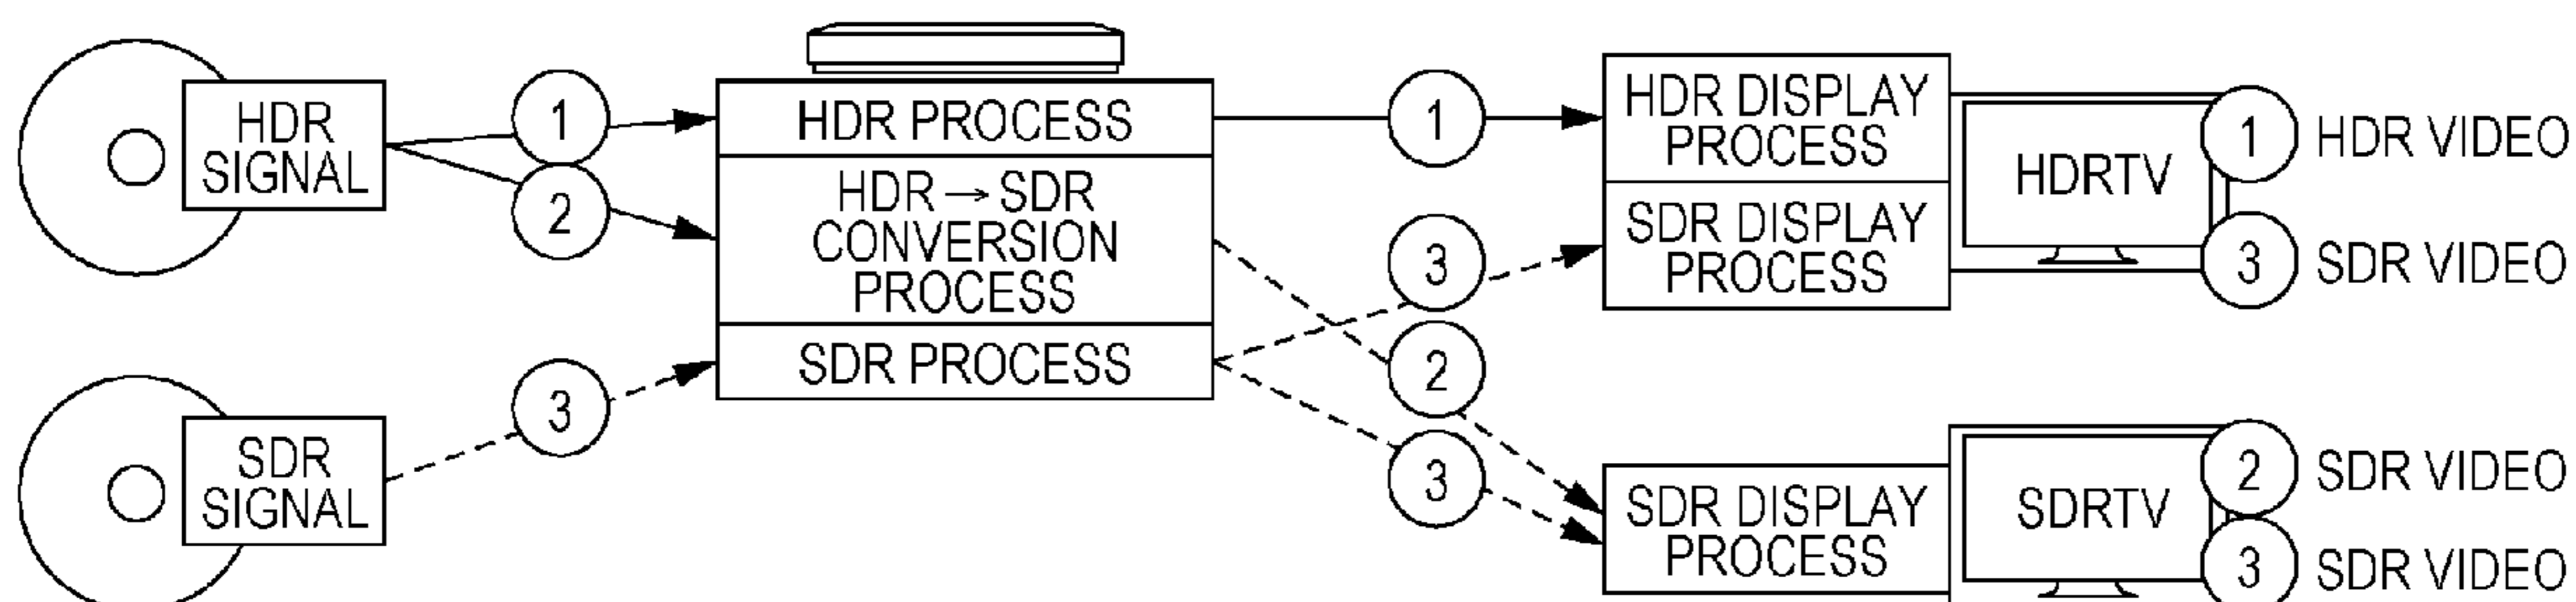 HDR
SIGNAL
1
2
HDR PROCESS
HDR → SDR
CONVERSION
PROCESS
SDR PROCESS
1
3
2
3
HDR DISPLAY
PROCESS
SDR DISPLAY
PROCESS
HDRTV
1 HDR VIDEO
3 SDR VIDEO
SDR
SIGNAL
3
SDR DISPLAY
PROCESS
SDRTV
2 SDR VIDEO
3 SDR VIDEO